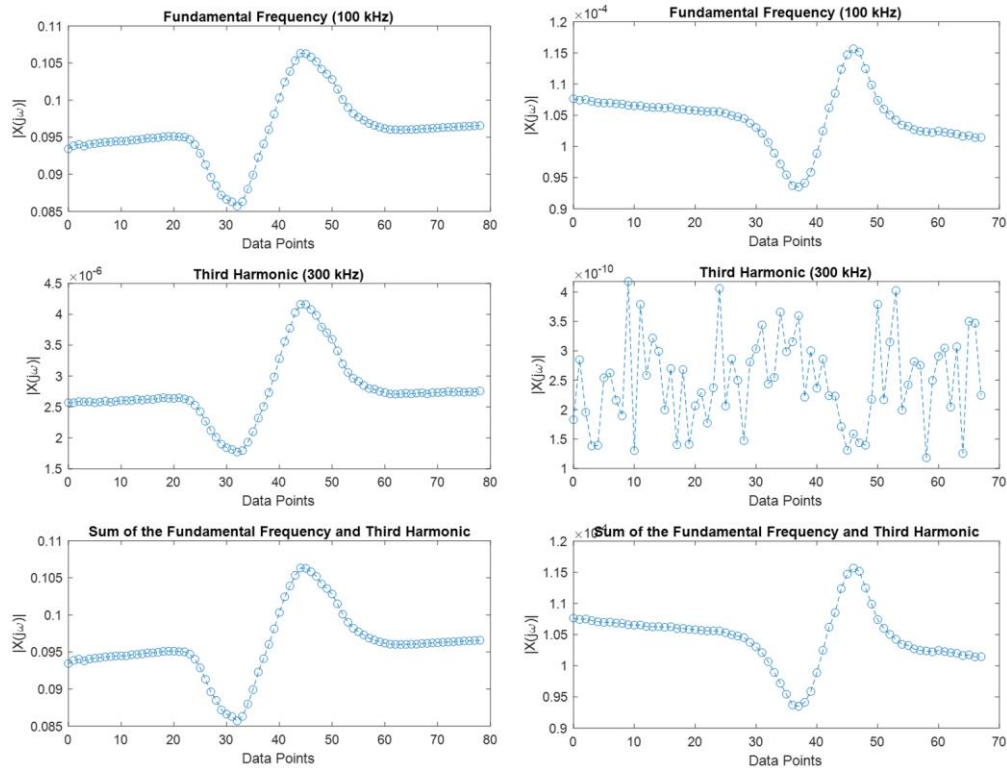 Fundamental Frequency (100 kHz)
0.11
0.105
0.1
0.095
0.09
0.085
|X(jω)|
0 10 20 30 40 50 60 70 80
Data Points
Fundamental Frequency (100 kHz)
×10⁻⁴
1.2
1.15
1.1
1.05
1
0.95
0.9
|X(jω)|
0 10 20 30 40 50 60 70
Data Points
Third Harmonic (300 kHz)
×10⁻⁶
4.5
4
3.5
3
2.5
2
1.5
|X(jω)|
0 10 20 30 40 50 60 70 80
Data Points
Third Harmonic (300 kHz)
×10⁻¹⁰
4
3.5
3
2.5
2
1.5
1
|X(jω)|
0 10 20 30 40 50 60 70
Data Points
Sum of the Fundamental Frequency and Third Harmonic
0.11
0.105
0.1
0.095
0.09
0.085
|X(jω)|
0 10 20 30 40 50 60 70 80
Data Points
Sum of the Fundamental Frequency and Third Harmonic
1.2
1.15
1.1
1.05
1
0.95
0.9
|X(jω)|
0 10 20 30 40 50 60 70
Data Points